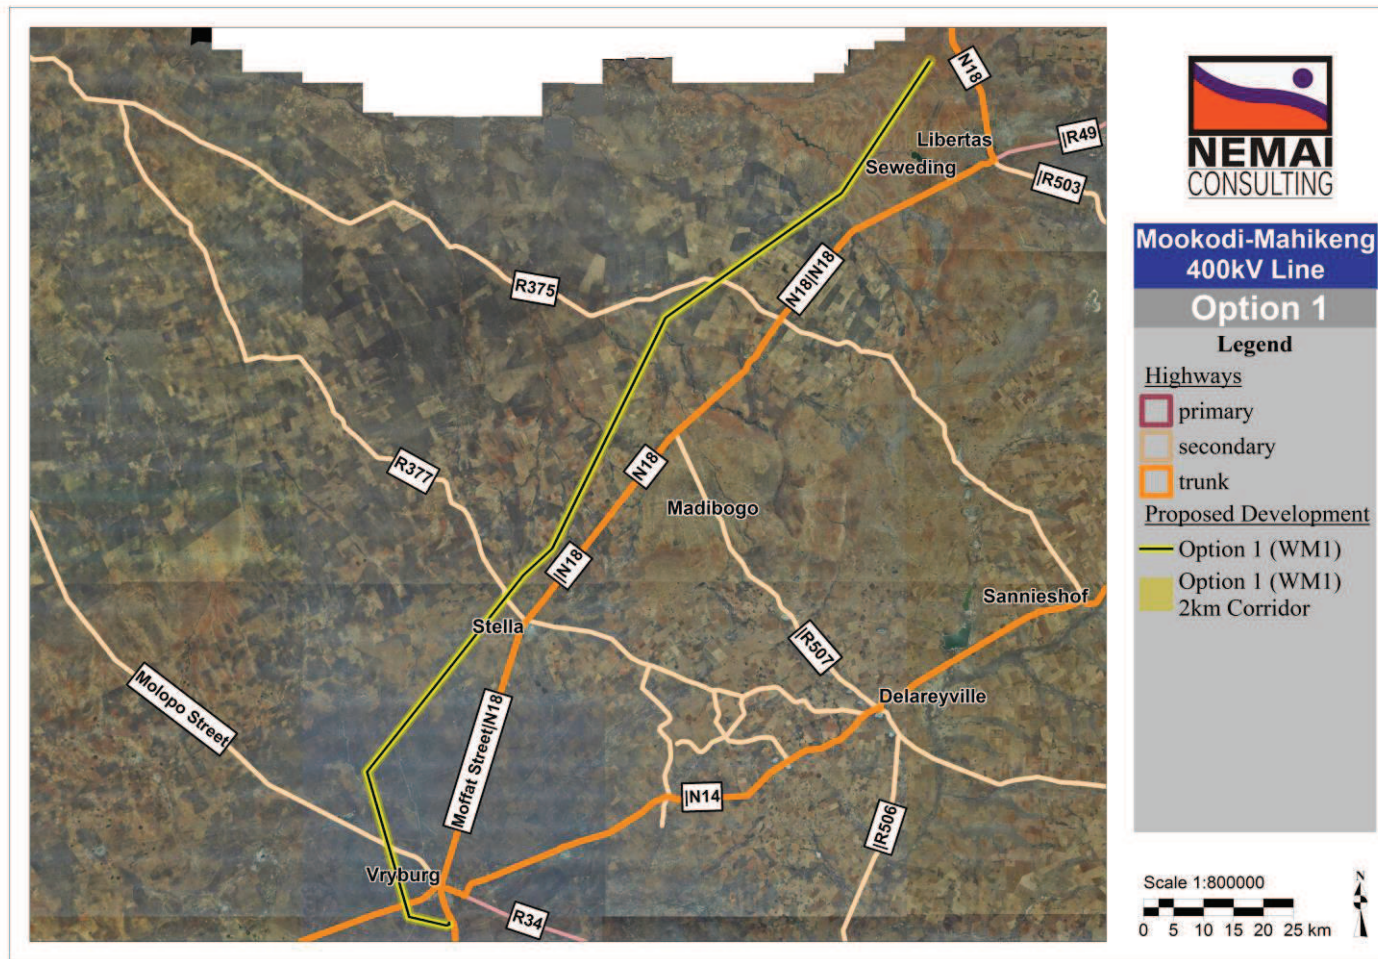 N18
Libertas
|R49
Seweding
|R503
N18|N18
R375
R377
N18
Madibogo
|N18
Sannieshof
Stella
|R507
Molopo Street
Delareyville
Moffat Street|N18
|N14
|R506
Vryburg
R34
NEMAI
CONSULTING
Mookodi-Mahikeng
400kV Line
Option 1
Legend
Highways
primary
secondary
trunk
Proposed Development
Option 1 (WM1)
Option 1 (WM1)
2km Corridor
Scale 1:800000
0 5 10 15 20 25 km
N